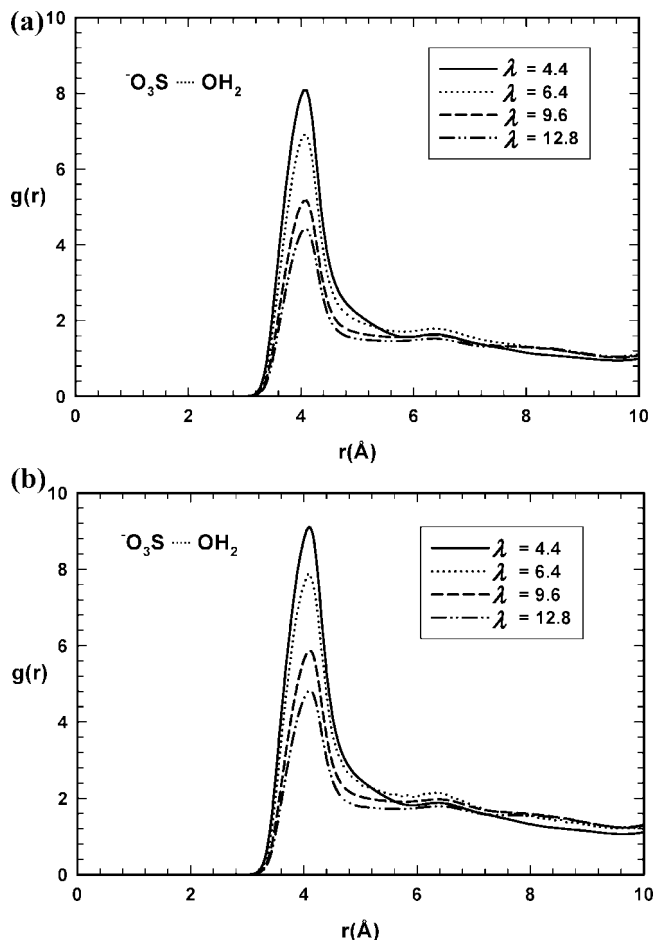 (a)
10
⁻O₃S ····· OH₂
λ = 4.4
λ = 6.4
λ = 9.6
λ = 12.8
8
6
g(r)
4
2
0
0 2 4 6 8 10
r(Å)
(b)
10
⁻O₃S ····· OH₂
λ = 4.4
λ = 6.4
λ = 9.6
λ = 12.8
8
6
g(r)
4
2
0
0 2 4 6 8 10
r(Å)